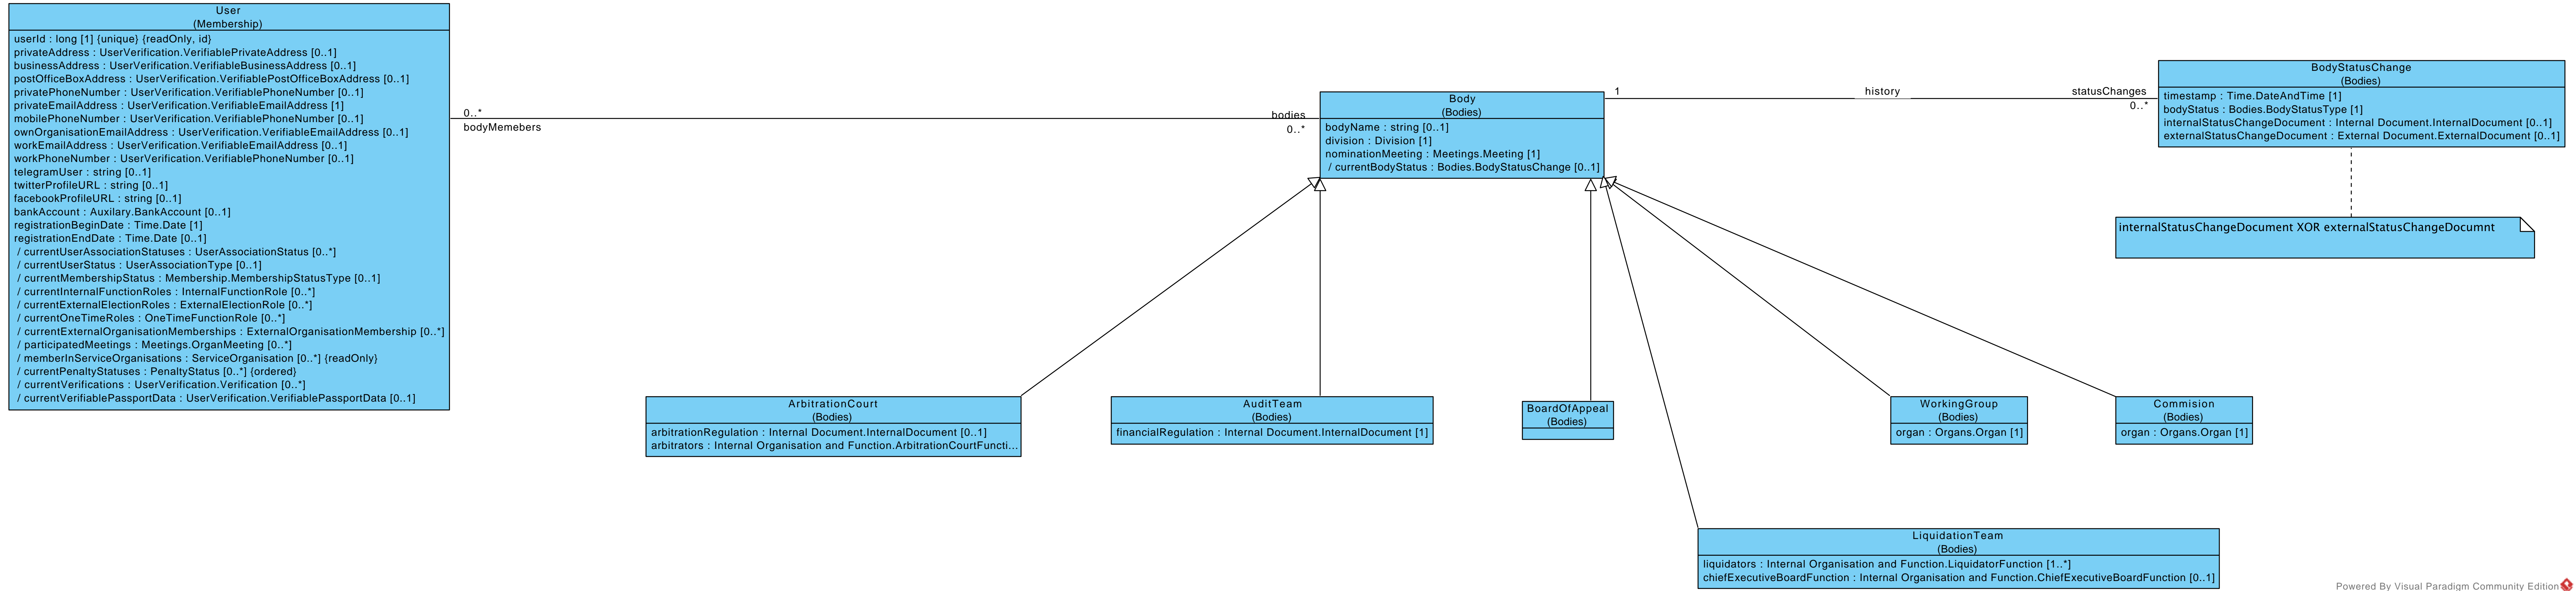 User
(Membership)
userId : long [1] {unique} {readOnly, id}
privateAddress : UserVerification.VerifiablePrivateAddress [0..1]
businessAddress : UserVerification.VerifiableBusinessAddress [0..1]
postOfficeBoxAddress : UserVerification.VerifiablePostOfficeBoxAddress [0..1]
privatePhoneNumber : UserVerification.VerifiablePhoneNumber [0..1]
privateEmailAddress : UserVerification.VerifiableEmailAddress [1]
mobilePhoneNumber : UserVerification.VerifiablePhoneNumber [0..1]
ownOrganisationEmailAddress : UserVerification.VerifiableEmailAddress [0..1]
workEmailAddress : UserVerification.VerifiableEmailAddress [0..1]
workPhoneNumber : UserVerification.VerifiablePhoneNumber [0..1]
telegramUser : string [0..1]
twitterProfileURL : string [0..1]
facebookProfileURL : string [0..1]
bankAccount : Auxilary.BankAccount [0..1]
registrationBeginDate : Time.Date [1]
registrationEndDate : Time.Date [0..1]
/ currentUserAssociationStatuses : UserAssociationStatus [0..*]
/ currentUserStatus : UserAssociationType [0..1]
/ currentMembershipStatus : Membership.MembershipStatusType [0..1]
/ currentInternalFunctionRoles : InternalFunctionRole [0..*]
/ currentExternalElectionRoles : ExternalElectionRole [0..*]
/ currentOneTimeRoles : OneTimeFunctionRole [0..*]
/ currentExternalOrganisationMemberships : ExternalOrganisationMembership [0..*]
/ participatedMeetings : Meetings.OrganMeeting [0..*]
/ memberInServiceOrganisations : ServiceOrganisation [0..*] {readOnly}
/ currentPenaltyStatuses : PenaltyStatus [0..*] {ordered}
/ currentVerifications : UserVerification.Verification [0..*]
/ currentVerifiablePassportData : UserVerification.VerifiablePassportData [0..1]
0..*
bodyMemebers
bodies
0..*
Body
(Bodies)
bodyName : string [0..1]
division : Division [1]
nominationMeeting : Meetings.Meeting [1]
/ currentBodyStatus : Bodies.BodyStatusChange [0..1]
1
history
statusChanges
0..*
BodyStatusChange
(Bodies)
timestamp : Time.DateAndTime [1]
bodyStatus : Bodies.BodyStatusType [1]
internalStatusChangeDocument : Internal Document.InternalDocument [0..1]
externalStatusChangeDocument : External Document.ExternalDocument [0..1]
internalStatusChangeDocument XOR externalStatusChangeDocumnt
ArbitrationCourt
(Bodies)
arbitrationRegulation : Internal Document.InternalDocument [0..1]
arbitrators : Internal Organisation and Function.ArbitrationCourtFuncti...
AuditTeam
(Bodies)
financialRegulation : Internal Document.InternalDocument [1]
BoardOfAppeal
(Bodies)
WorkingGroup
(Bodies)
organ : Organs.Organ [1]
Commision
(Bodies)
organ : Organs.Organ [1]
LiquidationTeam
(Bodies)
liquidators : Internal Organisation and Function.LiquidatorFunction [1..*]
chiefExecutiveBoardFunction : Internal Organisation and Function.ChiefExecutiveBoardFunction [0..1]
Powered By Visual Paradigm Community Edition